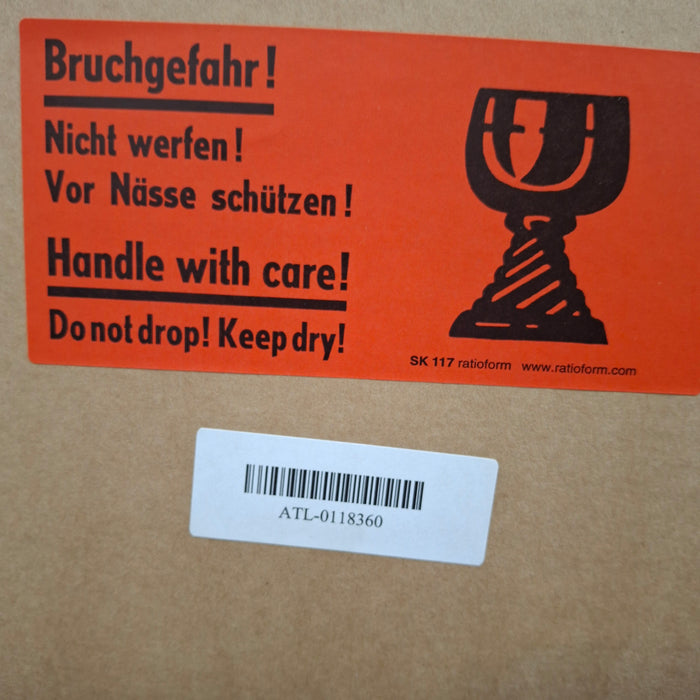 Bruchgefahr!
Nicht werfen!
Vor Nässe schützen!
Handle with care!
Do not drop! Keep dry!
SK 117 ratioform www.ratioform.com
ATL-0118360